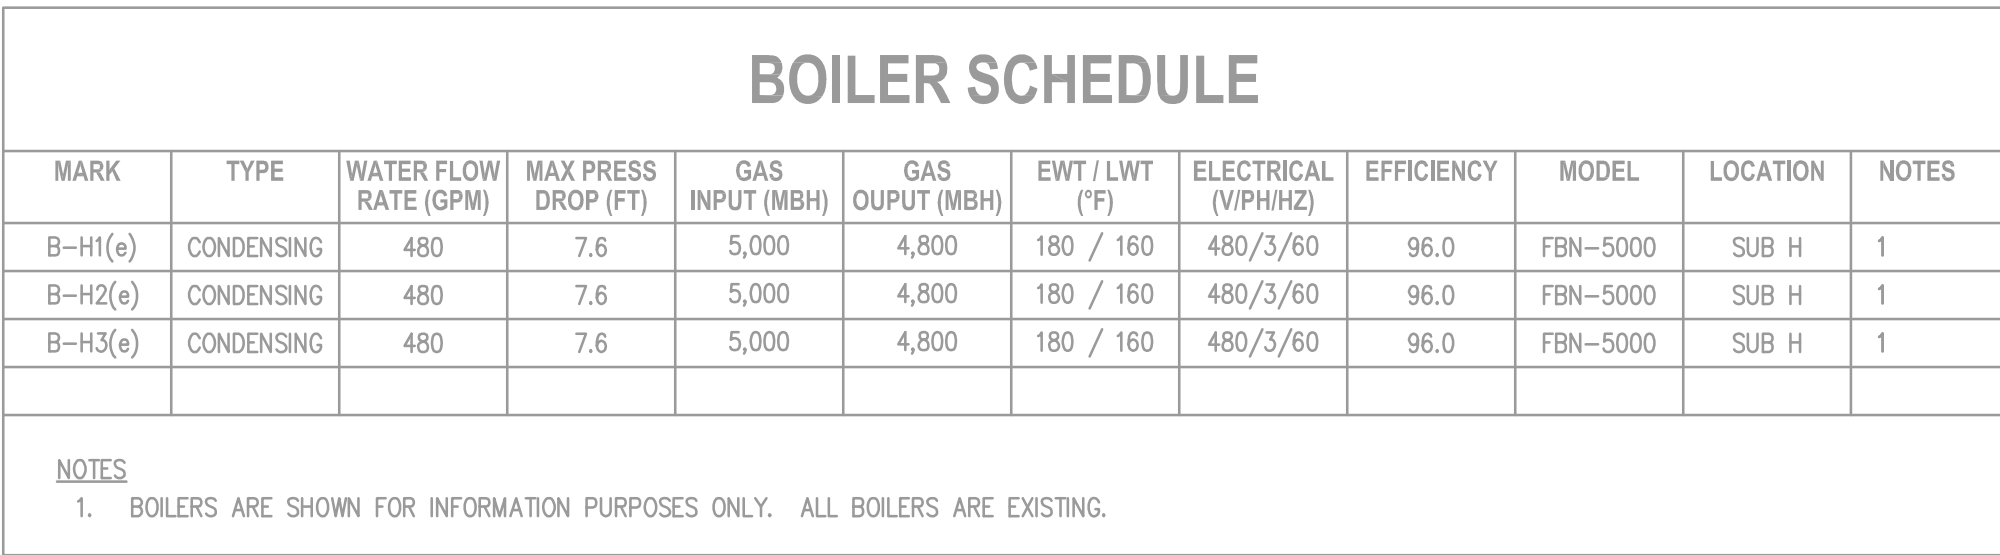 BOILER SCHEDULE
MARK TYPE WATER FLOW RATE (GPM) MAX PRESS DROP (FT) GAS INPUT (MBH) GAS OUPUT (MBH) EWT / LWT (°F) ELECTRICAL (V/PH/HZ) EFFICIENCY MODEL LOCATION NOTES
B-H1(e) CONDENSING 480 7.6 5,000 4,800 180 / 160 480/3/60 96.0 FBN-5000 SUB H 1
B-H2(e) CONDENSING 480 7.6 5,000 4,800 180 / 160 480/3/60 96.0 FBN-5000 SUB H 1
B-H3(e) CONDENSING 480 7.6 5,000 4,800 180 / 160 480/3/60 96.0 FBN-5000 SUB H 1
NOTES
1. BOILERS ARE SHOWN FOR INFORMATION PURPOSES ONLY. ALL BOILERS ARE EXISTING.